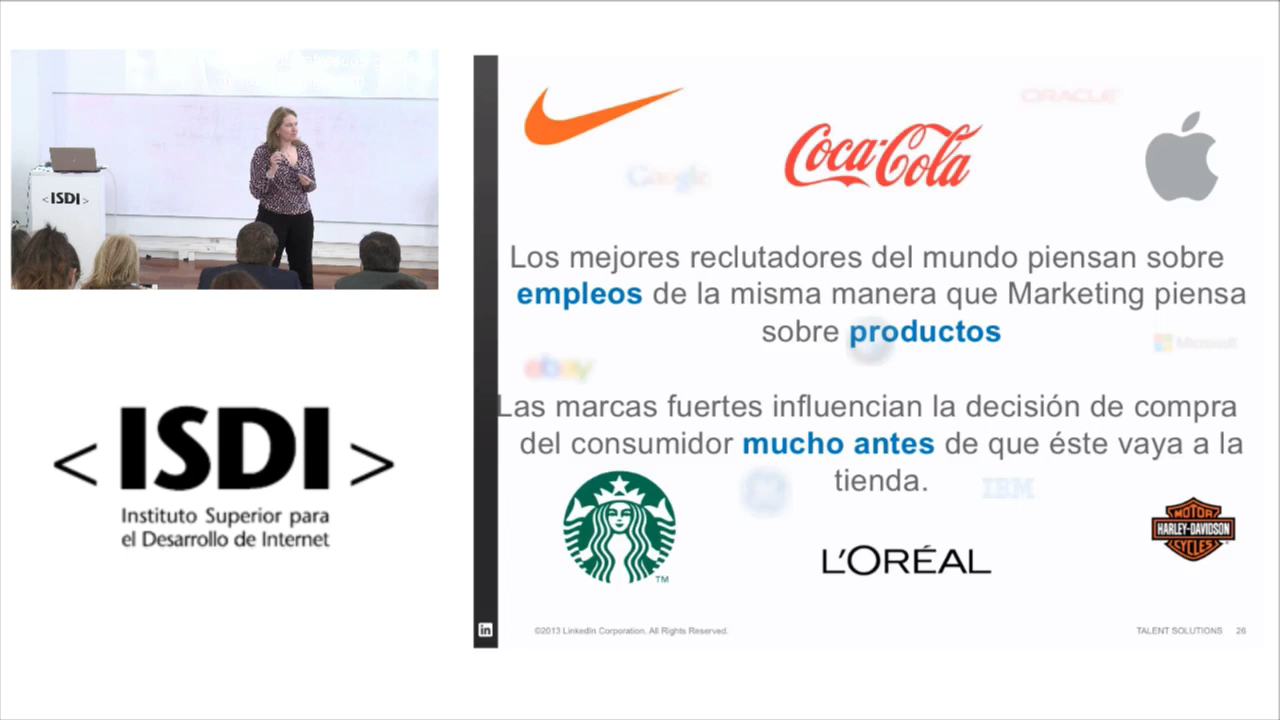 <ISDI>
< ISDI >
Instituto Superior para
el Desarrollo de Internet
ORACLE
Coca-Cola
Google
Los mejores reclutadores del mundo piensan sobre
empleos de la misma manera que Marketing piensa
sobre productos
Microsoft
ebay
Las marcas fuertes influencian la decisión de compra
del consumidor mucho antes de que éste vaya a la
tienda.
IBM
TM
MOTOR
HARLEY-DAVIDSON
CYCLES
L'ORÉAL
in
©2013 LinkedIn Corporation. All Rights Reserved.
TALENT SOLUTIONS 26